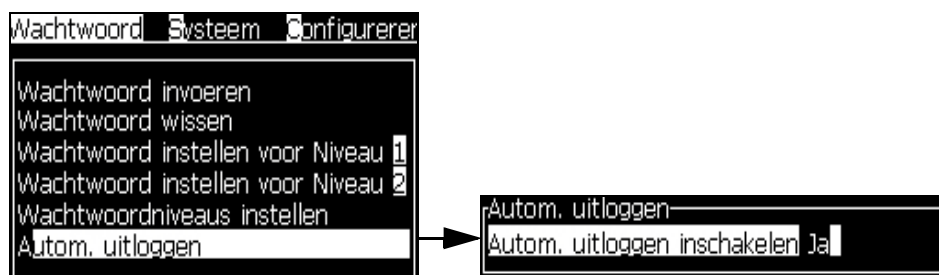 Wachtwoord Systeem Configurerer
Wachtwoord invoeren
Wachtwoord wissen
Wachtwoord instellen voor Niveau 1
Wachtwoord instellen voor Niveau 2
Wachtwoordniveaus instellen
Autom. uitloggen
Autom. uitloggen
Autom. uitloggen inschakelen Ja